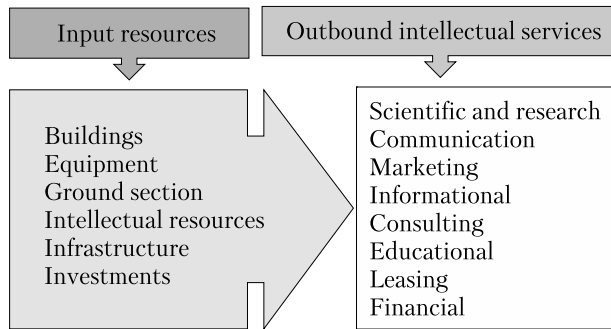 Input resources
Outbound intellectual services
Buildings
Equipment
Ground section
Intellectual resources
Infrastructure
Investments
Scientific and research
Communication
Marketing
Informational
Consulting
Educational
Leasing
Financial